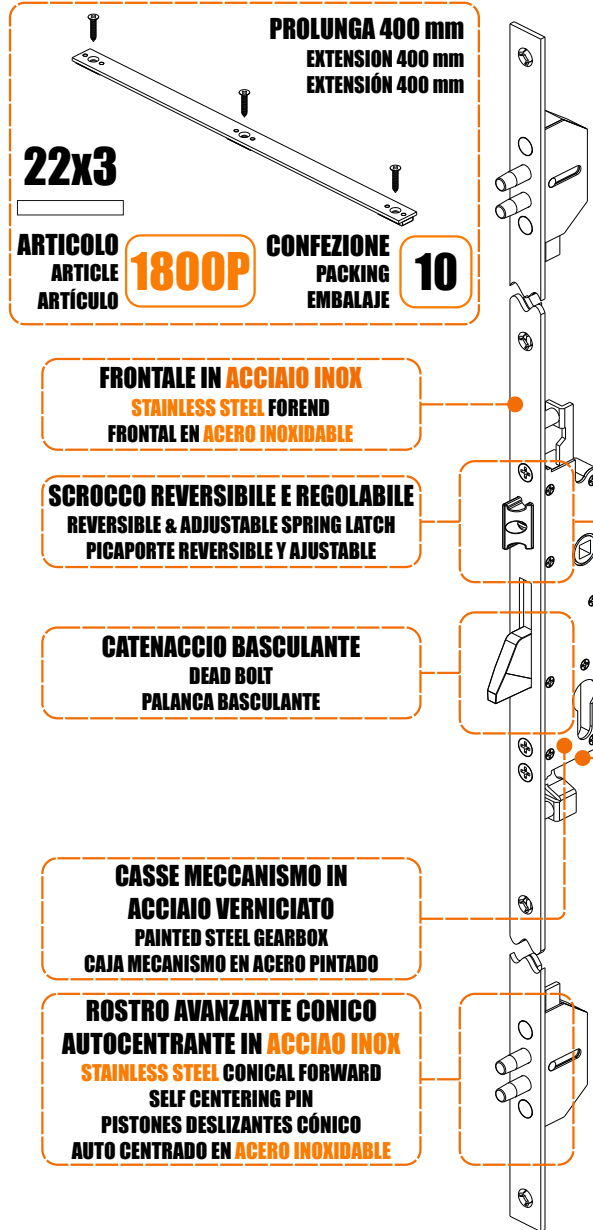 PROLUNGA 400 mm
EXTENSION 400 mm
EXTENSIÓN 400 mm
22x3
ARTICOLO
ARTICLE
ARTÍCULO
1800P
CONFEZIONE
PACKING
EMBALAJE
10
FRONTALE IN ACCIAIO INOX
STAINLESS STEEL FOREND
FRONTAL EN ACERO INOXIDABLE
SCROCCO REVERSIBILE E REGOLABILE
REVERSIBLE & ADJUSTABLE SPRING LATCH
PICAPORTE REVERSIBLE Y AJUSTABLE
CATENACCIO BASCULANTE
DEAD BOLT
PALANCA BASCULANTE
CASSE MECCANISMO IN
ACCIAIO VERNICIATO
PAINTED STEEL GEARBOX
CAJA MECANISMO EN ACERO PINTADO
ROSTRO AVANZANTE CONICO
AUTOCENTRANTE IN ACCIAO INOX
STAINLESS STEEL CONICAL FORWARD
SELF CENTERING PIN
PISTONES DESLIZANTES CÓNICO
AUTO CENTRADO EN ACERO INOXIDABLE